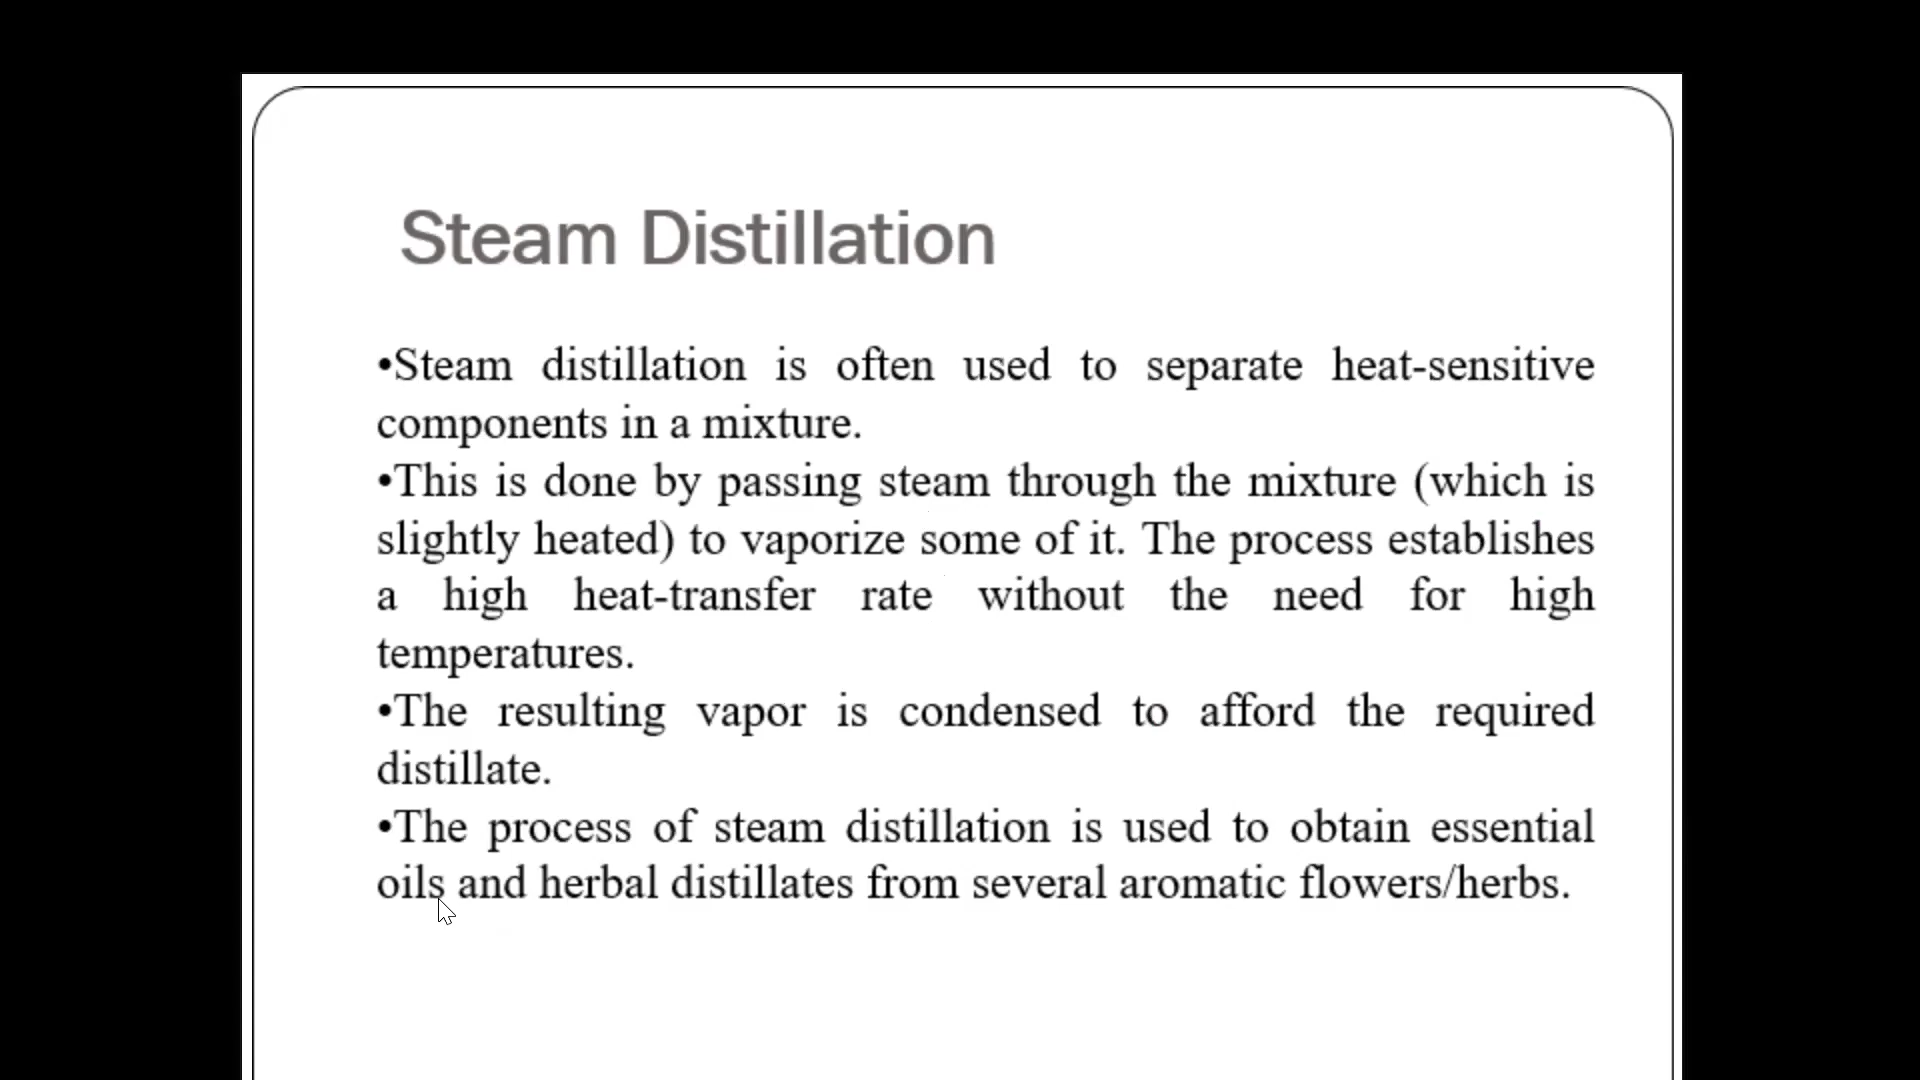 Steam Distillation
•Steam distillation is often used to separate heat-sensitive
components in a mixture.
•This is done by passing steam through the mixture (which is
slightly heated) to vaporize some of it. The process establishes
a high heat-transfer rate without the need for high
temperatures.
•The resulting vapor is condensed to afford the required
distillate.
•The process of steam distillation is used to obtain essential
oils and herbal distillates from several aromatic flowers/herbs.